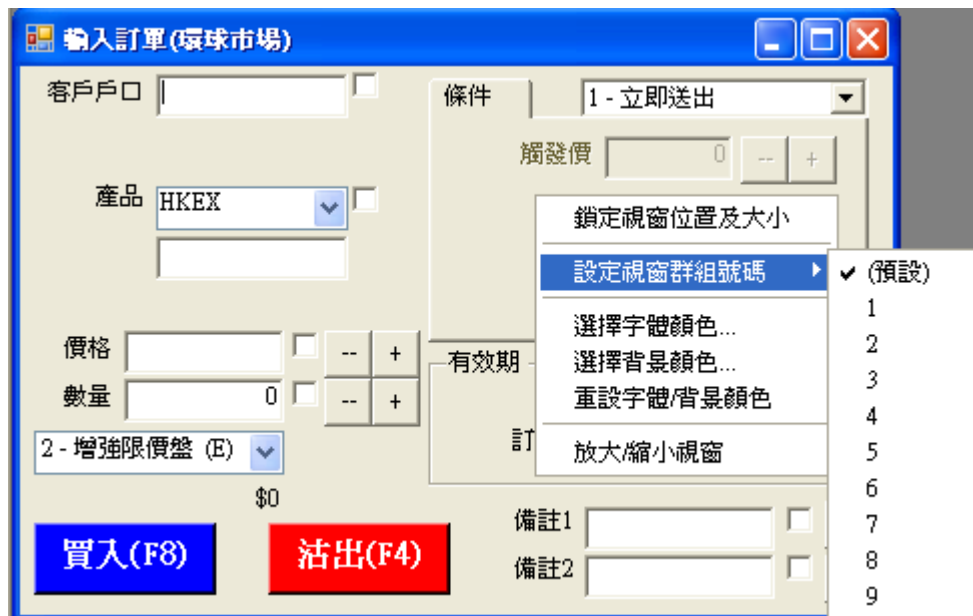 輸入訂單(環球市場)
客戶戶口
條件
1 - 立即送出
觸發價
0
--
+
產品
HKEX
鎖定視窗位置及大小
設定視窗群組號碼
選擇字體顏色...
選擇背景顏色...
重設字體/背景顏色
放大/縮小視窗
(預設)
1
2
3
4
5
6
7
8
9
價格
--
+
數量
0
--
+
有效期
訂
2 - 增強限價盤 (E)
$0
買入(F8)
沽出(F4)
備註1
備註2